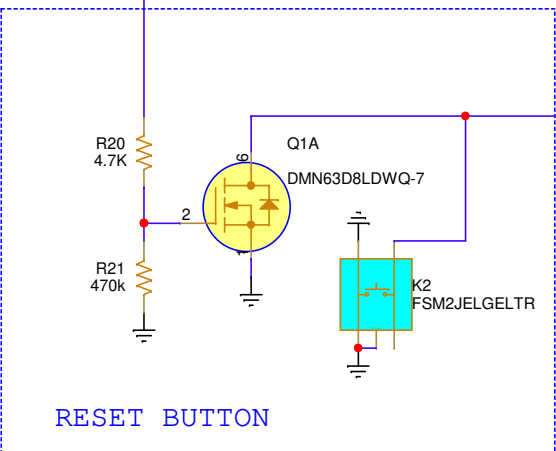 R20
4.7K
Q1A
6
DMN63D8LDWQ-7
2
1
R21
470k
K2
FSM2JELGELTR
RESET BUTTON